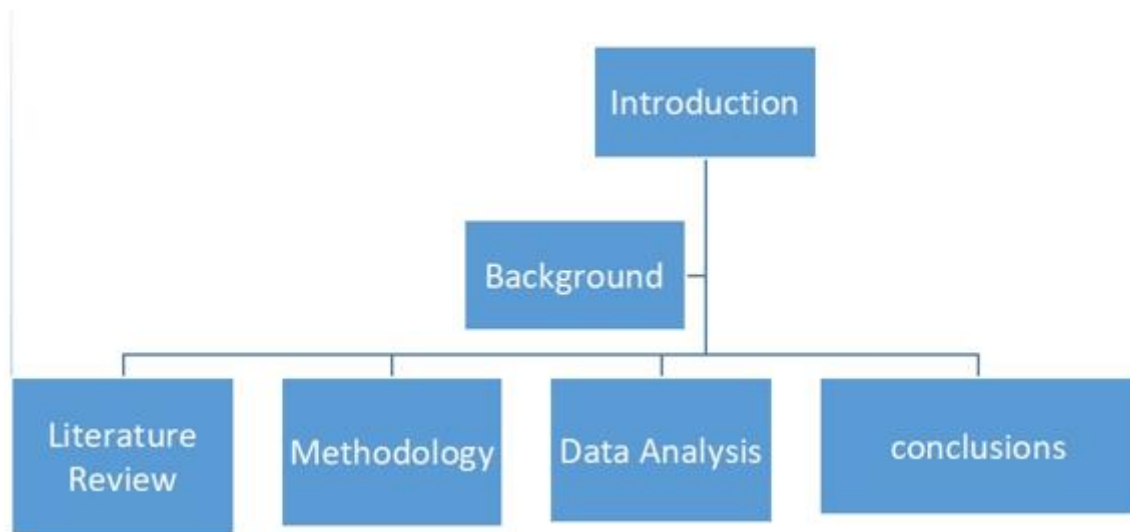 Introduction
Background
Literature
Review
Methodology
Data Analysis
conclusions